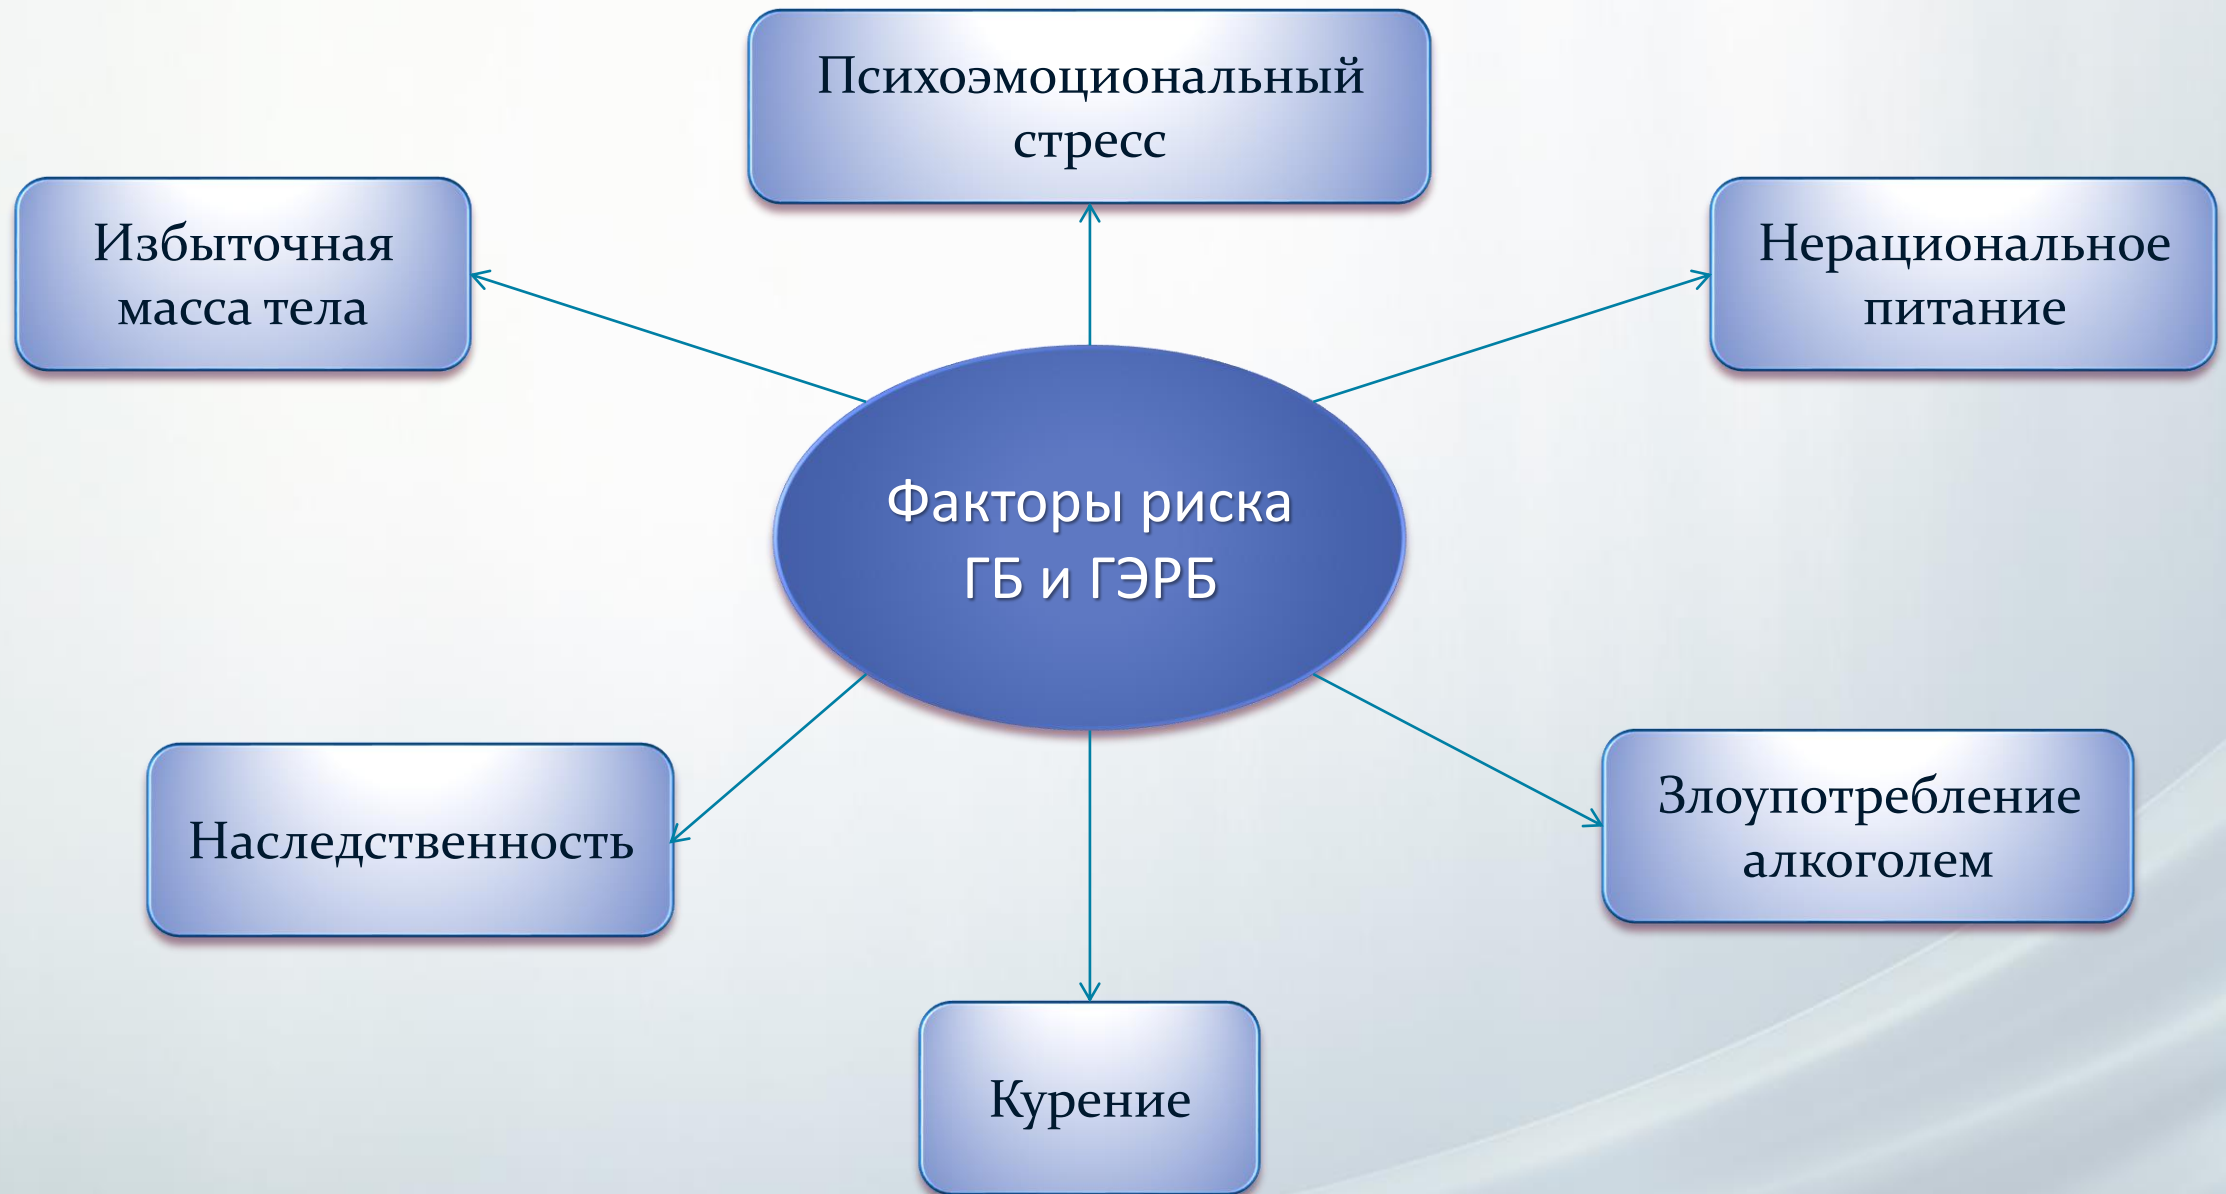 Психоэмоциональный
стресс
Избыточная
масса тела
Нерациональное
питание
Факторы риска
ГБ и ГЭРБ
Наследственность
Злоупотребление
алкоголем
Курение